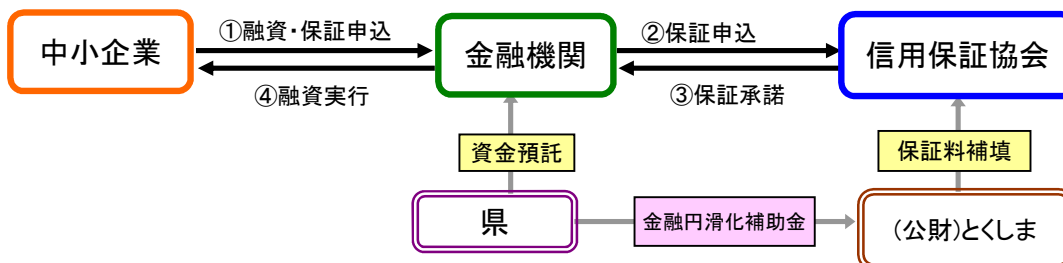 ①融資・保証申込
②保証申込
中小企業
金融機関
信用保証協会
④融資実行
③保証承諾
資金預託
保証料補填
県
金融円滑化補助金
（公財）とくしま